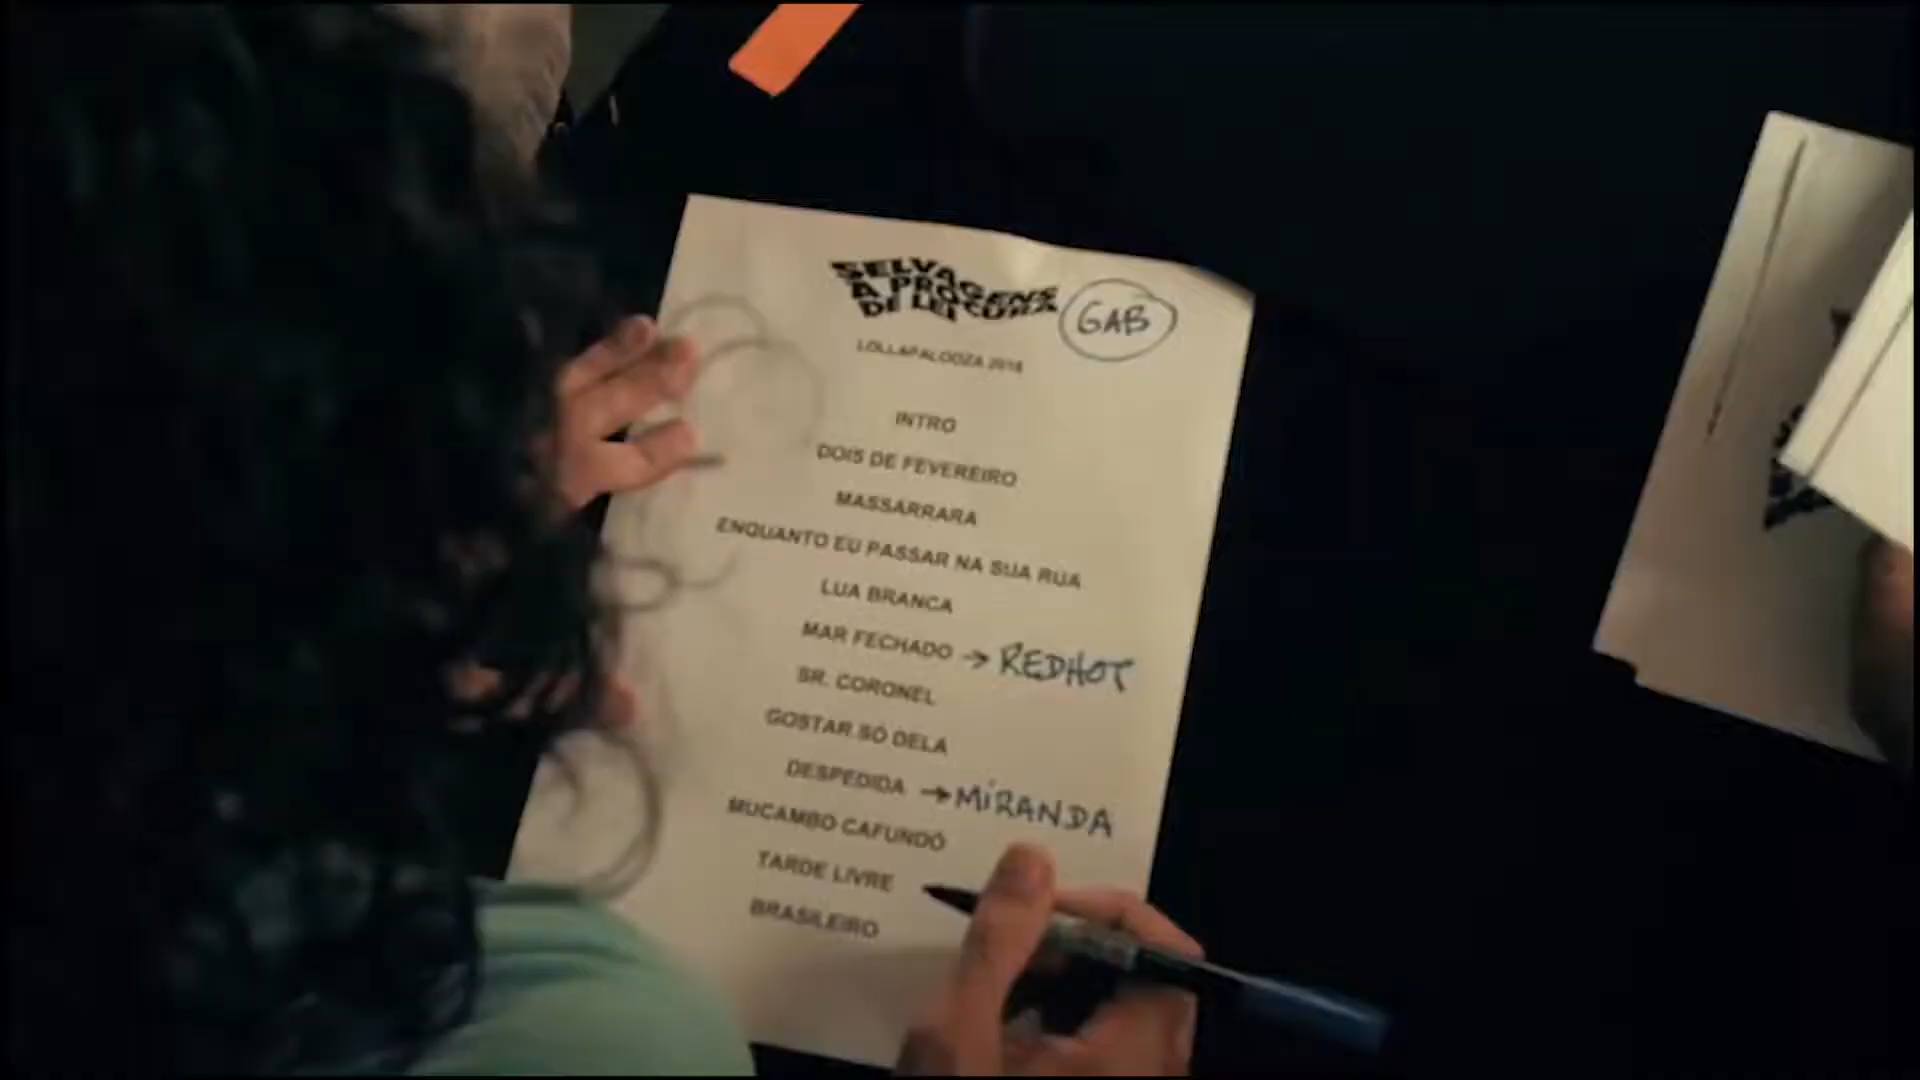 SELVAGENS
À PROCURA
DE LEI
GAB
LOLLAPALOOZA 2018
INTRO
DOIS DE FEVEREIRO
MASSARRARA
ENQUANTO EU PASSAR NA SUA RUA
LUA BRANCA
MAR FECHADO → REDHOT
SR. CORONEL
GOSTAR SÓ DELA
DESPEDIDA → MIRANDA
MUCAMBO CAFUNDÓ
TARDE LIVRE
BRASILEIRO